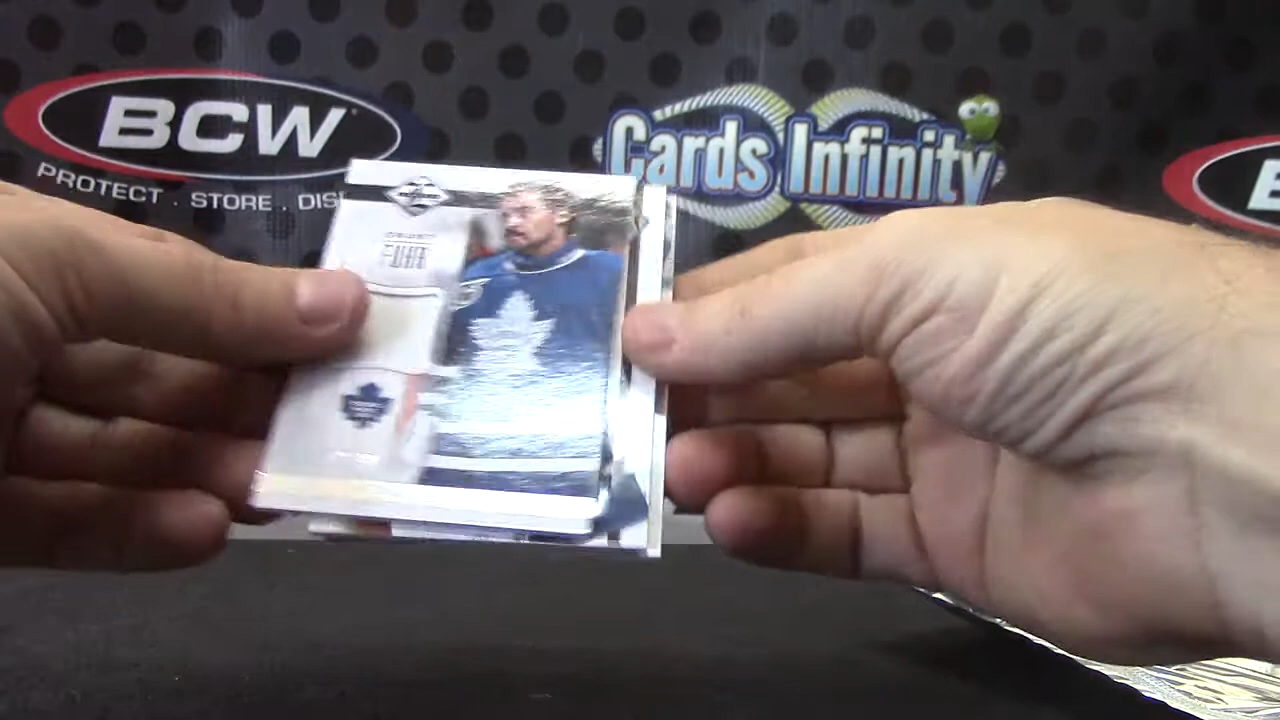 BCW
PROTECT . STORE . DIS
Cards Infinity
B
FUHR